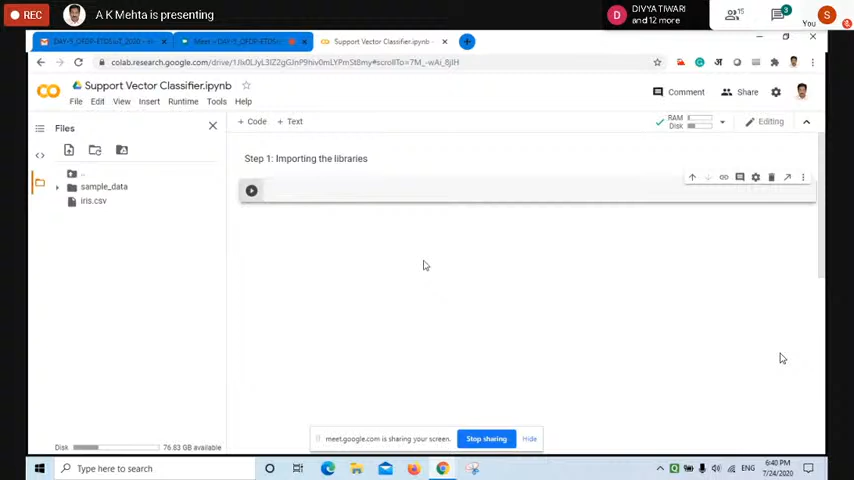 REC
A K Mehta is presenting
DIVYA TIWARI
and 12 more
15
3
You
S
D
Support Vector Classifier.ipynb -
colab.research.google.com/drive/
Support Vector Classifier.ipynb
File Edit View Insert Runtime Tools Help
Comment
Share
Files
+ Code + Text
RAM
Disk
Editing
..
sample_data
iris.csv
Step 1: Importing the libraries
Disk
76.83 GB available
meet.google.com is sharing your screen.
Stop sharing
Hide
Type here to search
ENG
6:40 PM
7/24/2020